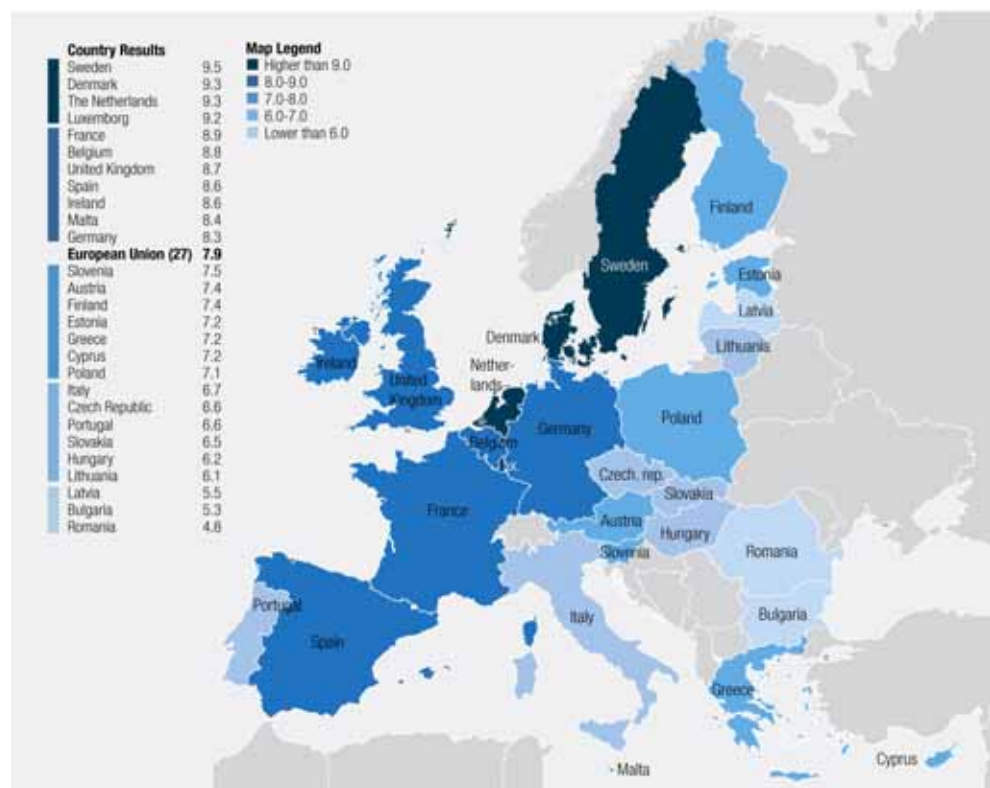 Country Results
Sweden 9.5
Denmark 9.3
The Netherlands 9.3
Luxemborg 9.2
France 8.9
Belgium 8.8
United Kingdom 8.7
Spain 8.6
Ireland 8.6
Malta 8.4
Germany 8.3
European Union (27) 7.9
Slovenia 7.5
Austria 7.4
Finland 7.4
Estonia 7.2
Greece 7.2
Cyprus 7.2
Poland 7.1
Italy 6.7
Czech Republic 6.6
Portugal 6.6
Slovakia 6.5
Hungary 6.2
Lithuania 6.1
Latvia 5.5
Bulgaria 5.3
Romania 4.8
Map Legend
Higher than 9.0
8.0-9.0
7.0-8.0
6.0-7.0
Lower than 6.0
Finland
Sweden
Estonia
Latvia
Denmark
Lithuania
Ireland
Nether-
lands
United
Kingdom
Poland
Germany
Belgium
Czech. rep.
Slovakia
France
Austria
Hungary
Slovenia
Romania
Portugal
Italy
Bulgaria
Spain
Greece
Cyprus
Malta